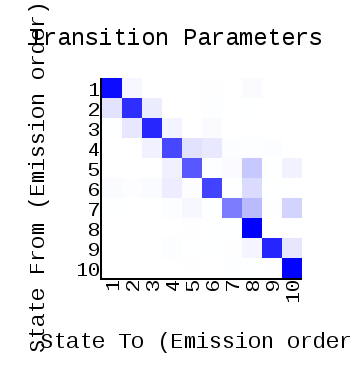 Transition Parameters
State From (Emission order)
1
2
3
4
5
6
7
8
9
10
1 2 3 4 5 6 7 8 9 10
State To (Emission order